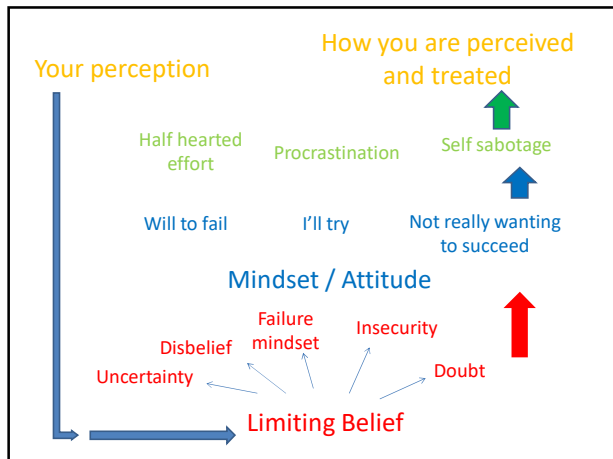 How you are perceived
and treated
Your perception
Half hearted
effort
Procrastination
Self sabotage
Will to fail
I'll try
Not really wanting
to succeed
Mindset / Attitude
Failure
mindset
Insecurity
Disbelief
Uncertainty
Doubt
Limiting Belief